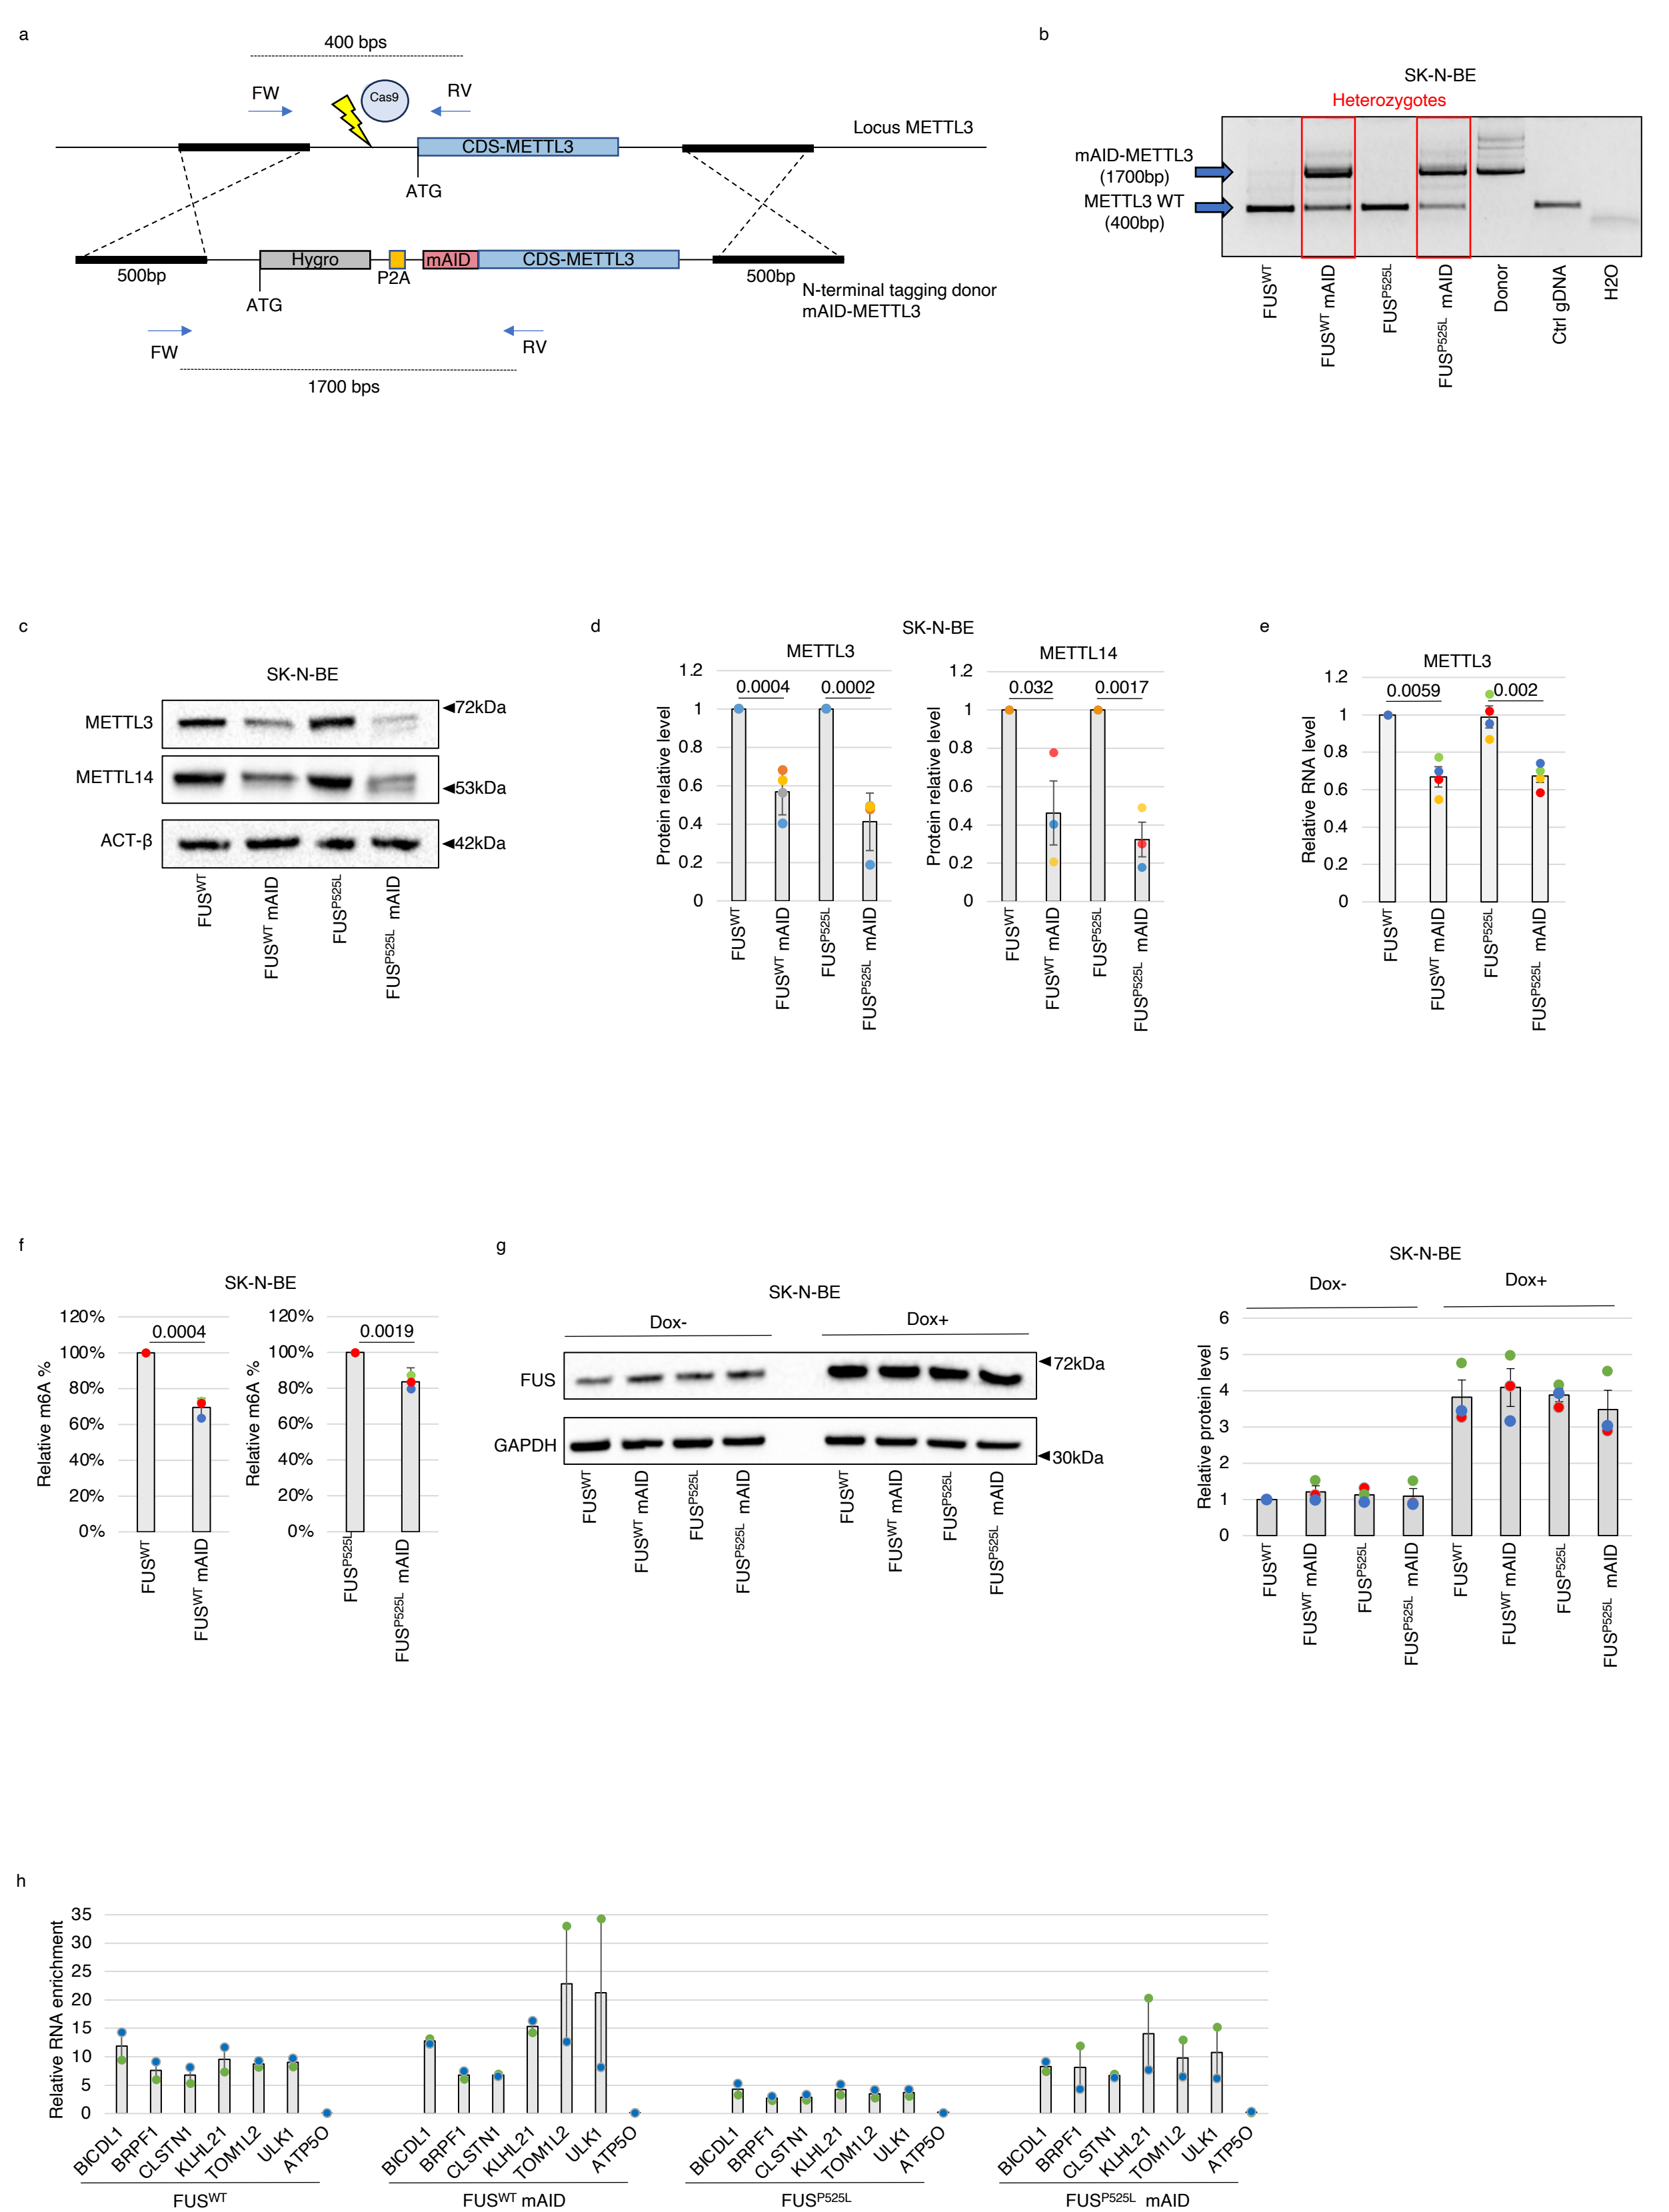 a
400 bps
FW
Cas9
RV
Locus METTL3
CDS-METTL3
ATG
Hygro
P2A
mAID
CDS-METTL3
500bp
500bp
ATG
N-terminal tagging donor
mAID-METTL3
FW
RV
1700 bps
b
SK-N-BE
Heterozygotes
mAID-METTL3
(1700bp)
METTL3 WT
(400bp)
FUSWT
FUSWT mAID
FUSP525L
FUSP525L mAID
Donor
Ctrl gDNA
H2O
c
SK-N-BE
METTL3
72kDa
METTL14
53kDa
ACT-β
42kDa
FUSWT
FUSWT mAID
FUSP525L
FUSP525L mAID
d
SK-N-BE
METTL3
Protein relative level
1.2
1
0.8
0.6
0.4
0.2
0
0.0004
0.0002
FUSWT
FUSWT mAID
FUSP525L
FUSP525L mAID
METTL14
Protein relative level
1.2
1
0.8
0.6
0.4
0.2
0
0.032
0.0017
FUSWT
FUSWT mAID
FUSP525L
FUSP525L mAID
e
METTL3
Relative RNA level
1.2
1
0.8
0.6
0.4
0.2
0
0.0059
0.002
FUSWT
FUSWT mAID
FUSP525L
FUSP525L mAID
f
SK-N-BE
Relative m6A %
120%
100%
80%
60%
40%
20%
0%
0.0004
FUSWT
FUSWT mAID
Relative m6A %
120%
100%
80%
60%
40%
20%
0%
0.0019
FUSP525L
FUSP525L mAID
g
SK-N-BE
Dox-
Dox+
FUS
72kDa
GAPDH
30kDa
FUSWT
FUSWT mAID
FUSP525L
FUSP525L mAID
FUSWT
FUSWT mAID
FUSP525L
FUSP525L mAID
SK-N-BE
Dox-
Dox+
Relative protein level
6
5
4
3
2
1
0
FUSWT
FUSWT mAID
FUSP525L
FUSP525L mAID
FUSWT
FUSWT mAID
FUSP525L
FUSP525L mAID
h
Relative RNA enrichment
35
30
25
20
15
10
5
0
BICDL1
BRPF1
CLSTN1
KLHL21
TOM1L2
ULK1
ATP5O
BICDL1
BRPF1
CLSTN1
KLHL21
TOM1L2
ULK1
ATP5O
BICDL1
BRPF1
CLSTN1
KLHL21
TOM1L2
ULK1
ATP5O
BICDL1
BRPF1
CLSTN1
KLHL21
TOM1L2
ULK1
ATP5O
FUSWT
FUSWT mAID
FUSP525L
FUSP525L mAID